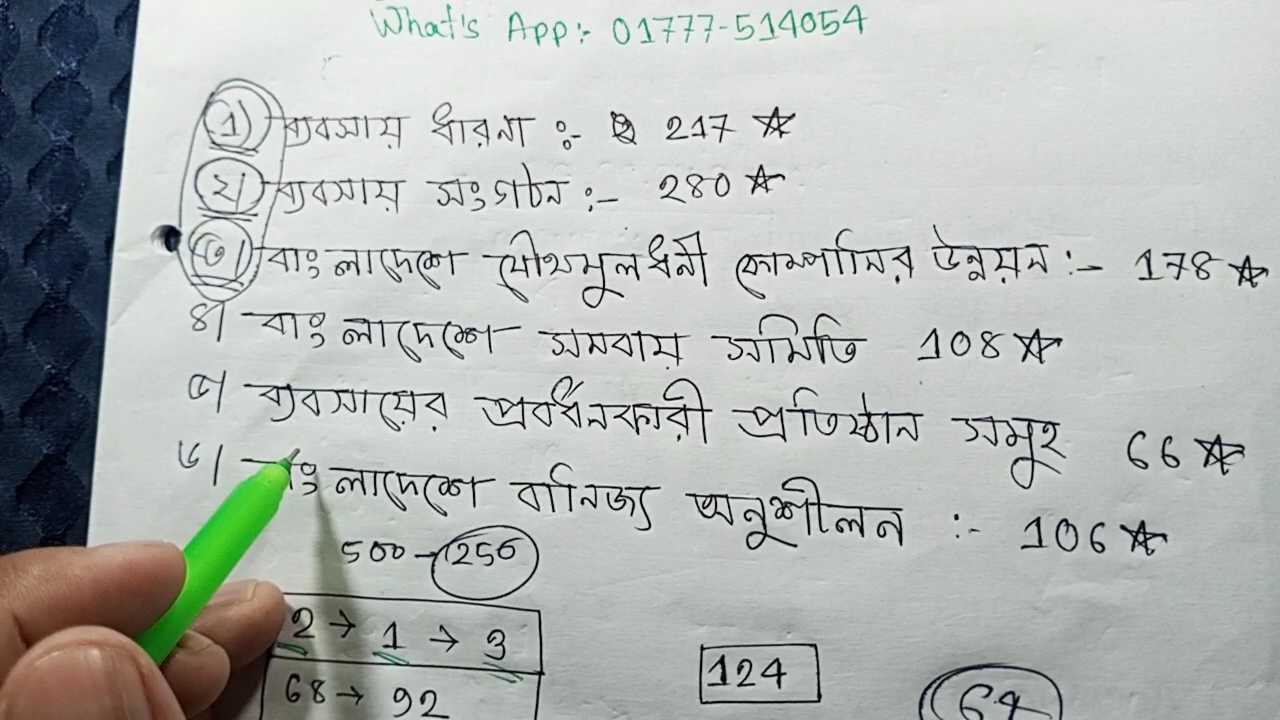 What's App:- 01777-514054
১) ব্যবসায় ধারনা :- 217 ☆
২) ব্যবসায় সংগঠন :- 280 ☆
৩) বাংলাদেশে যৌথমুলধনী কোম্পানির উন্নয়ন :- 178 ☆
৪) বাংলাদেশে সমবায় সমিতি 108 ☆
৫) ব্যবসায়ের প্রবর্ধনকারী প্রতিষ্ঠান সমুহ 66 ☆
৬) বাংলাদেশে বানিজ্য অনুশীলন :- 106 ☆
500 - 250
2 → 1 → 3
68 → 92
124